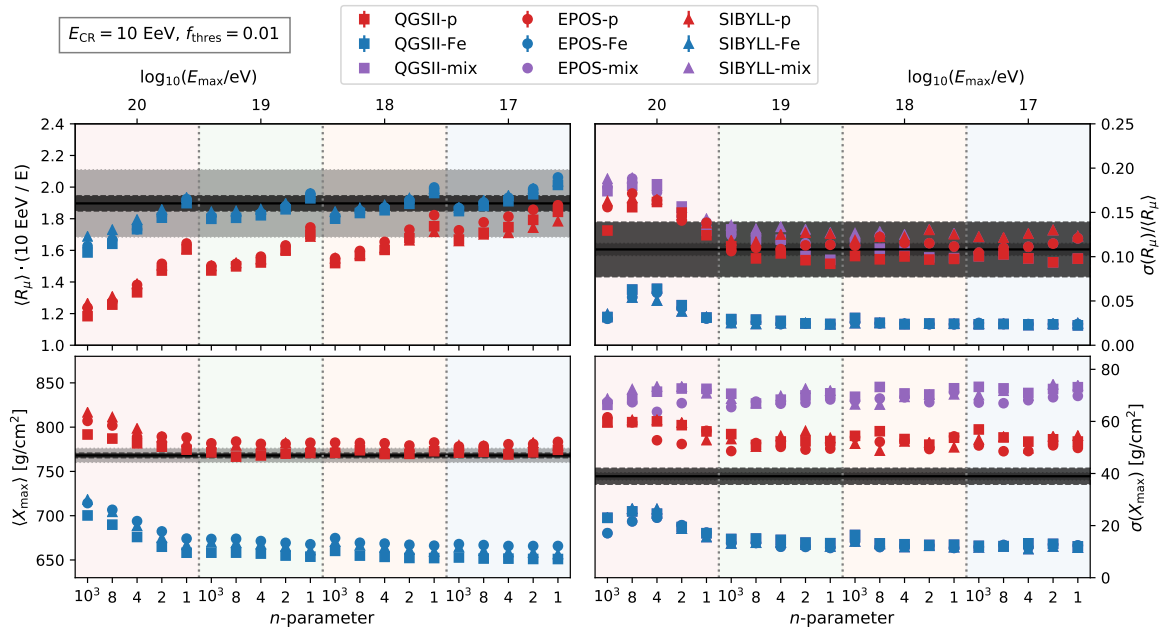 E_CR = 10 EeV, f_thres = 0.01
QGSII-p EPOS-p SIBYLL-p
QGSII-Fe EPOS-Fe SIBYLL-Fe
QGSII-mix EPOS-mix SIBYLL-mix
log₁₀(E_max/eV) log₁₀(E_max/eV)
20 19 18 17 20 19 18 17
2.4
2.2
2.0
1.8
1.6
1.4
1.2
1.0
⟨R_μ⟩ · (10 EeV / E)
0.25
0.20
0.15
0.10
0.05
0.00
σ(R_μ)/⟨R_μ⟩
850
800
750
700
650
⟨X_max⟩ [g/cm²]
80
60
40
20
0
σ(X_max) [g/cm²]
10³ 8 4 2 1 10³ 8 4 2 1 10³ 8 4 2 1 10³ 8 4 2 1
n-parameter
10³ 8 4 2 1 10³ 8 4 2 1 10³ 8 4 2 1 10³ 8 4 2 1
n-parameter